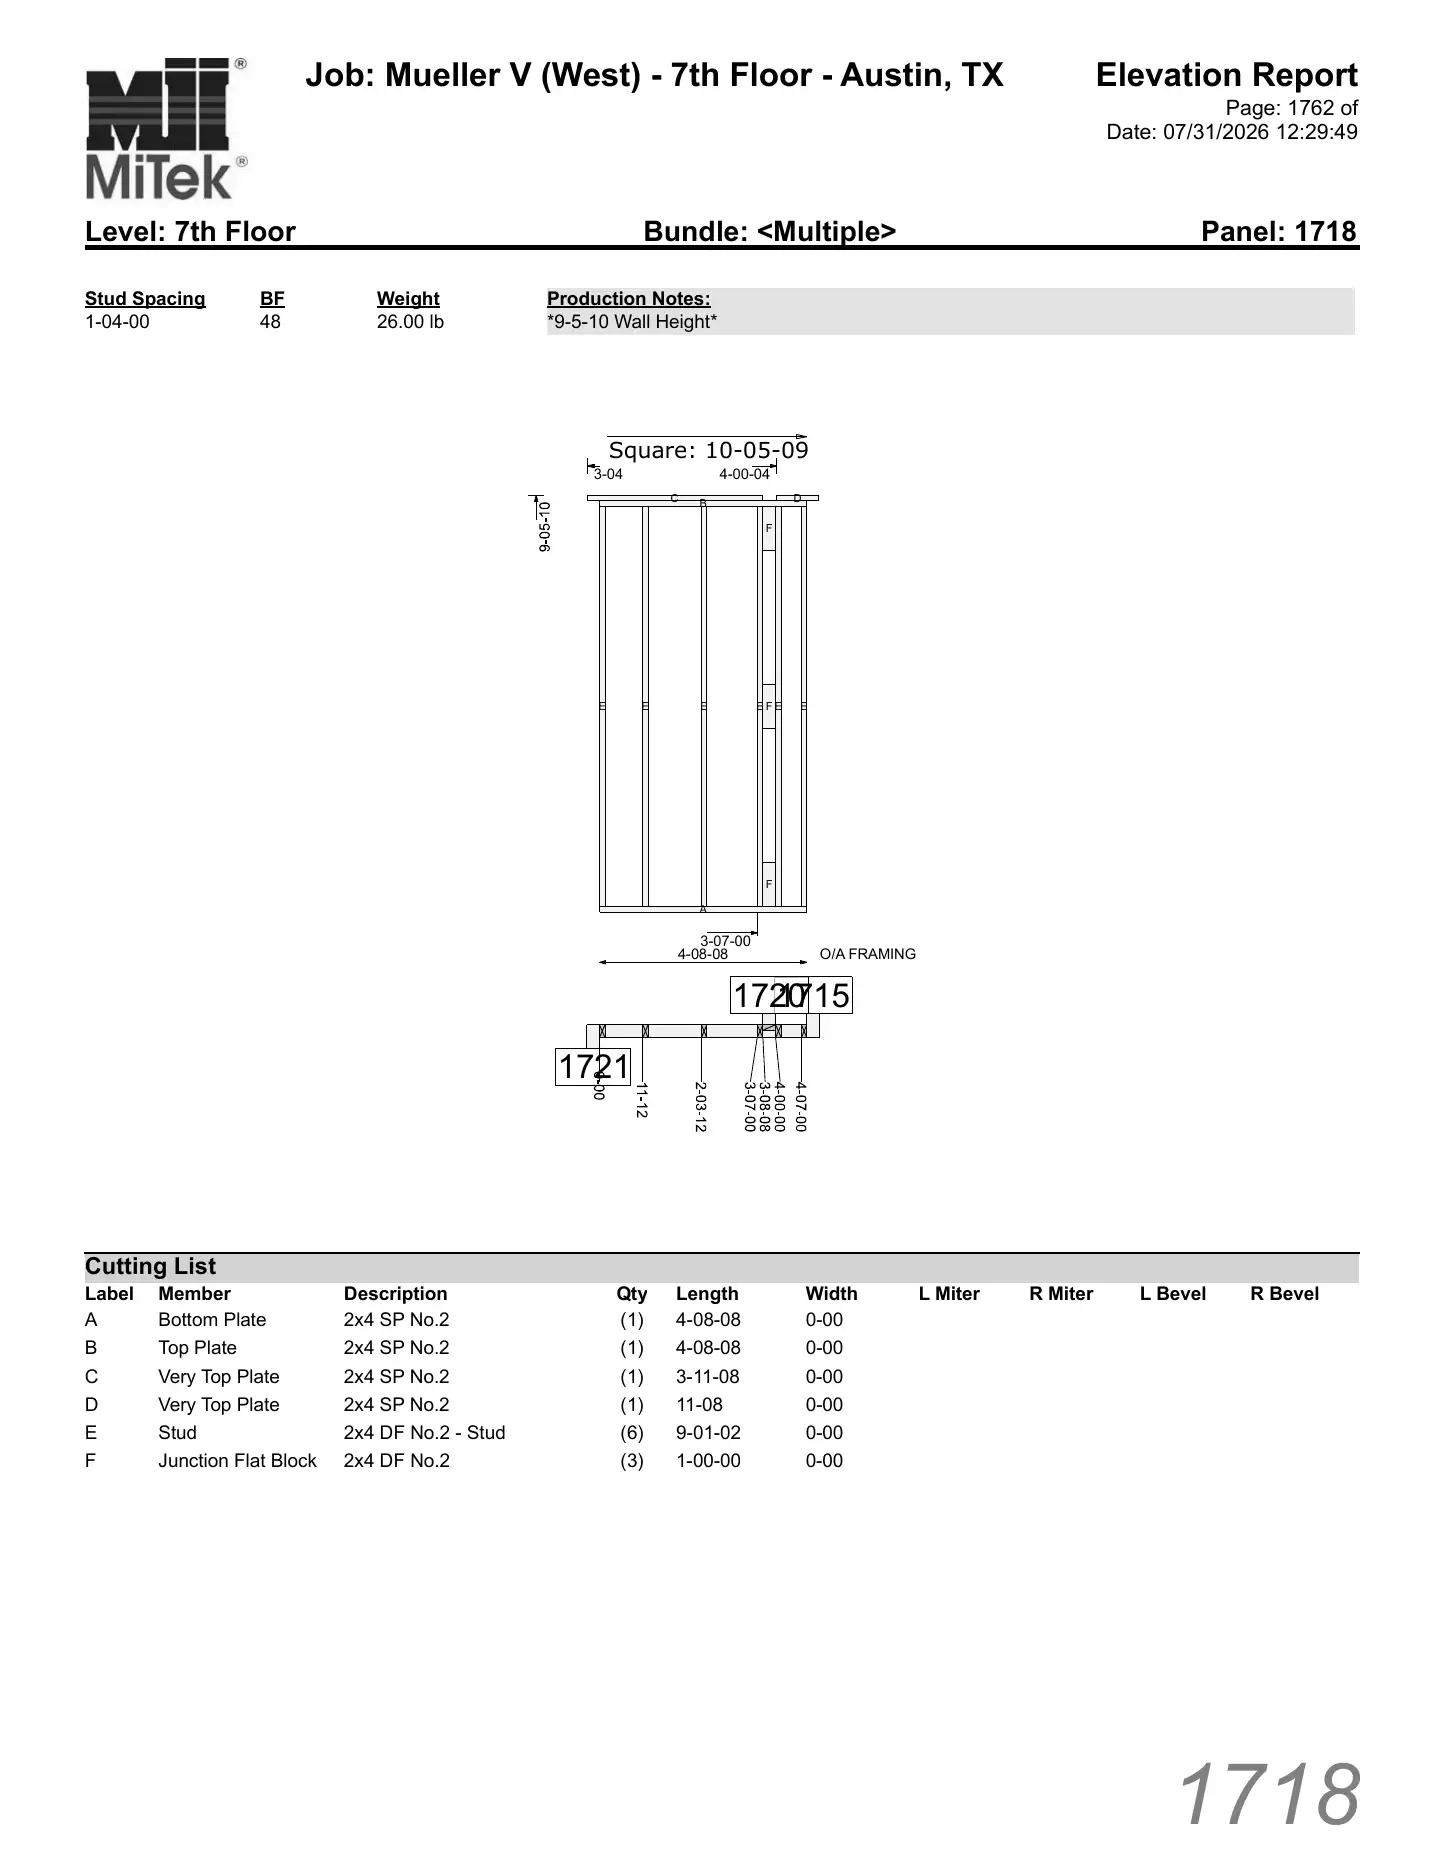 Job: Mueller V (West) - 7th Floor - Austin, TX
Elevation Report
Page: 1762 of
Date: 07/31/2026 12:29:49
MiTek®
Level: 7th Floor Bundle: <Multiple> Panel: 1718
Stud Spacing BF Weight Production Notes:
1-04-00 48 26.00 lb *9-5-10 Wall Height*
Square: 10-05-09
3-04 4-00-04
9-05-10
C B D
F
E E E E F E E
F
A
3-07-00
4-08-08 O/A FRAMING
1720 1715
1721
11-12
2-03-12
3-07-00
3-08-08
4-00-00
4-07-00
Cutting List
Label Member Description Qty Length Width L Miter R Miter L Bevel R Bevel
A Bottom Plate 2x4 SP No.2 (1) 4-08-08 0-00
B Top Plate 2x4 SP No.2 (1) 4-08-08 0-00
C Very Top Plate 2x4 SP No.2 (1) 3-11-08 0-00
D Very Top Plate 2x4 SP No.2 (1) 11-08 0-00
E Stud 2x4 DF No.2 - Stud (6) 9-01-02 0-00
F Junction Flat Block 2x4 DF No.2 (3) 1-00-00 0-00
1718